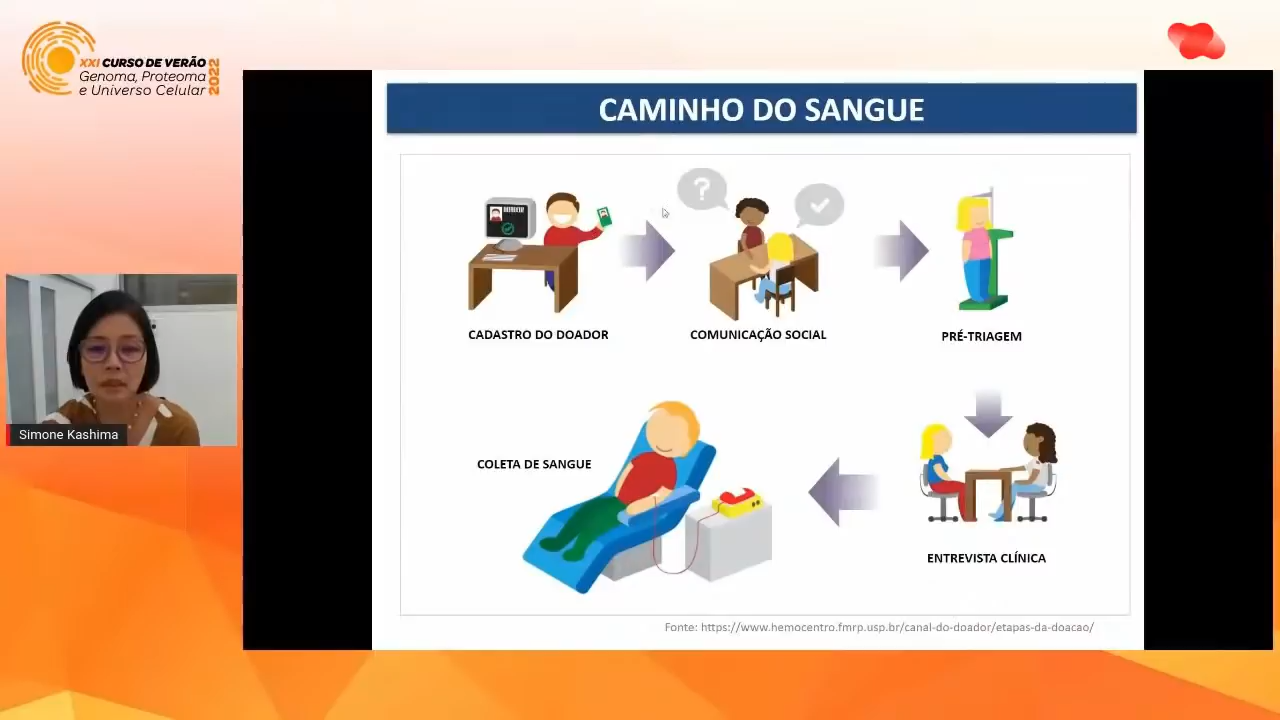 XXI CURSO DE VERÃO
Genoma, Proteoma
e Universo Celular
2022
CAMINHO DO SANGUE
?
CADASTRO DO DOADOR
COMUNICAÇÃO SOCIAL
PRÉ-TRIAGEM
COLETA DE SANGUE
ENTREVISTA CLÍNICA
Fonte: https://www.hemocentro.fmrp.usp.br/canal-do-doador/etapas-da-doacao/
Simone Kashima